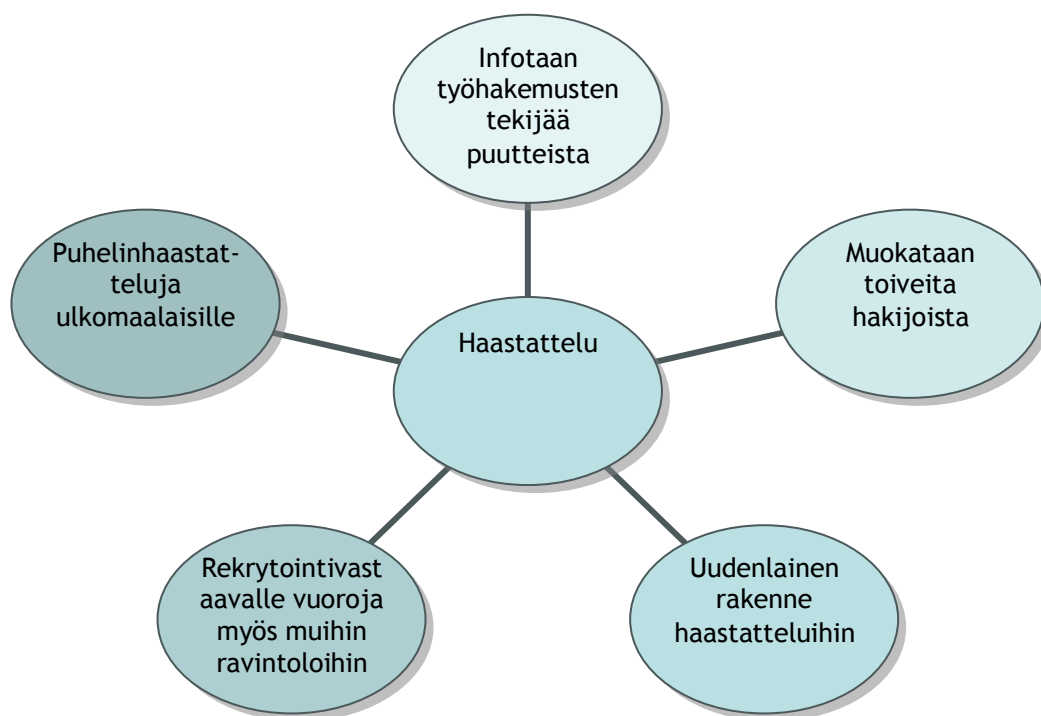 Infotaan
työhakemusten
tekijää
puutteista
Puhelinhaastat-
teluja
ulkomaalaisille
Muokataan
toiveita
hakijoista
Haastattelu
Rekrytointivast
aavalle vuoroja
myös muihin
ravintoloihin
Uudenlainen
rakenne
haastatteluihin